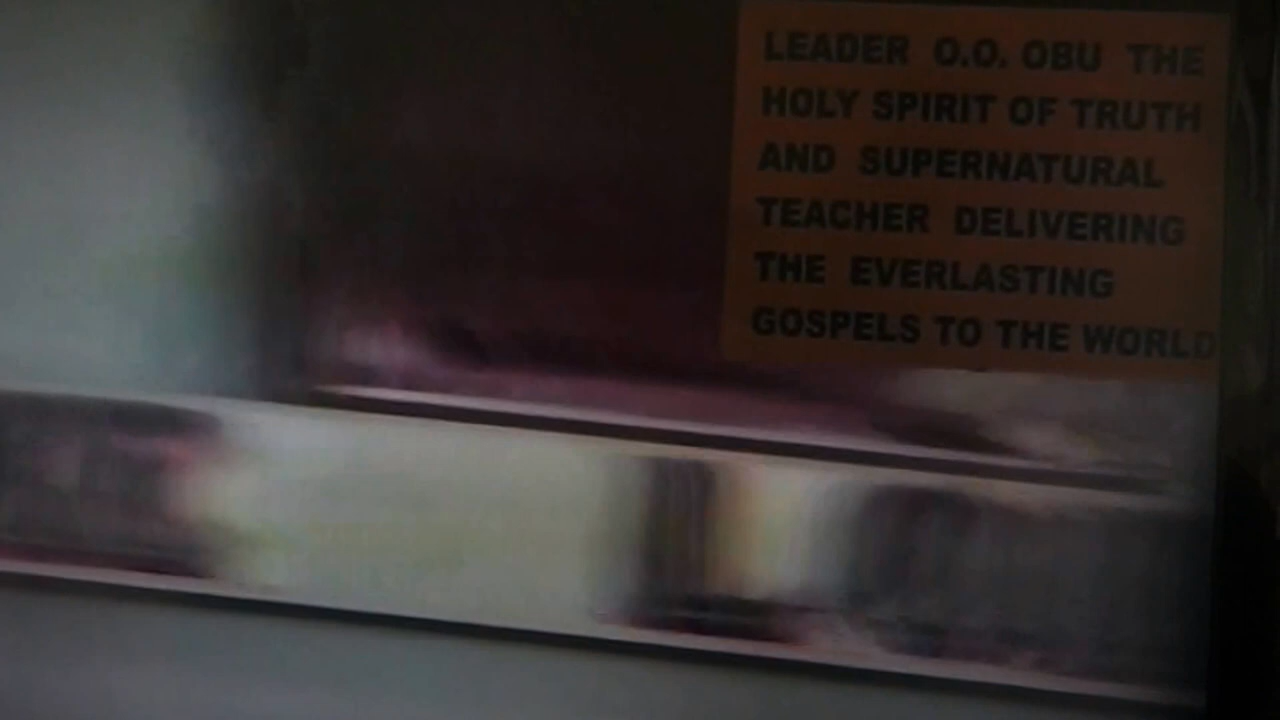 LEADER O.O. OBU THE
HOLY SPIRIT OF TRUTH
AND SUPERNATURAL
TEACHER DELIVERING
THE EVERLASTING
GOSPELS TO THE WORLD